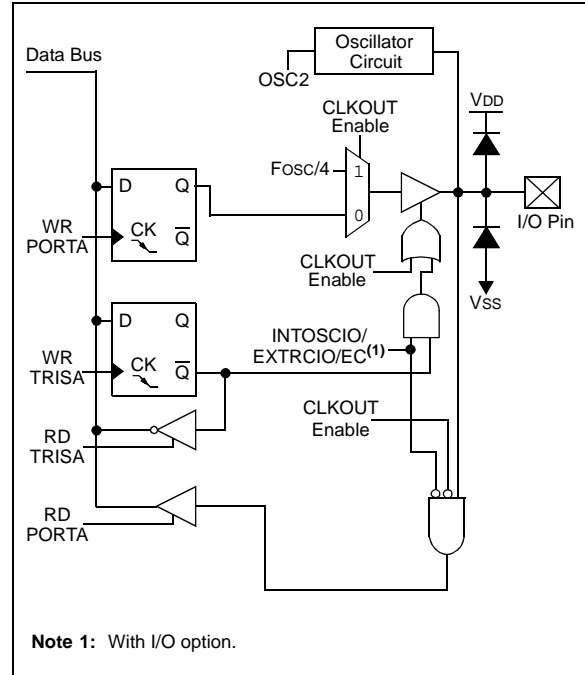 Oscillator
Circuit
Data Bus
OSC2
VDD
CLKOUT
Enable
FOSC/4
1
D
Q
I/O Pin
0
WR
PORTA
CK
Q
CLKOUT
Enable
VSS
D
Q
INTOSCIO/
EXTRCIO/EC(1)
WR
TRISA
CK
Q
CLKOUT
Enable
RD
TRISA
RD
PORTA
Note 1: With I/O option.